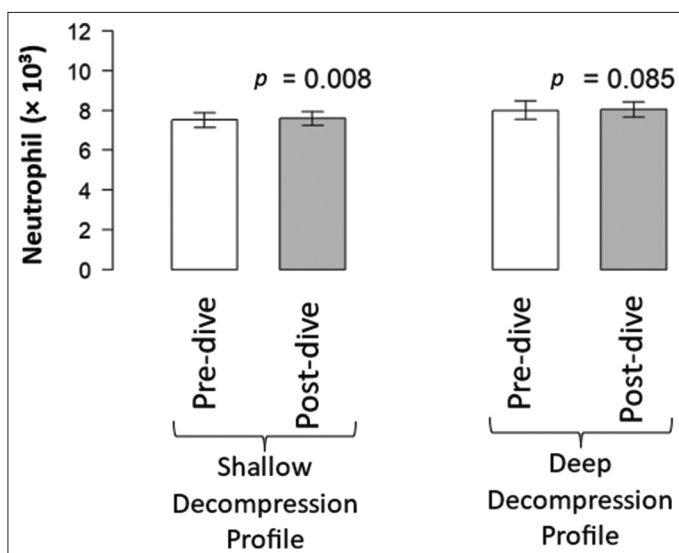 Neutrophil (× 10³)
12
10
8
6
4
2
0
p = 0.008
p = 0.085
Pre-dive
Post-dive
Pre-dive
Post-dive
Shallow
Decompression
Profile
Deep
Decompression
Profile